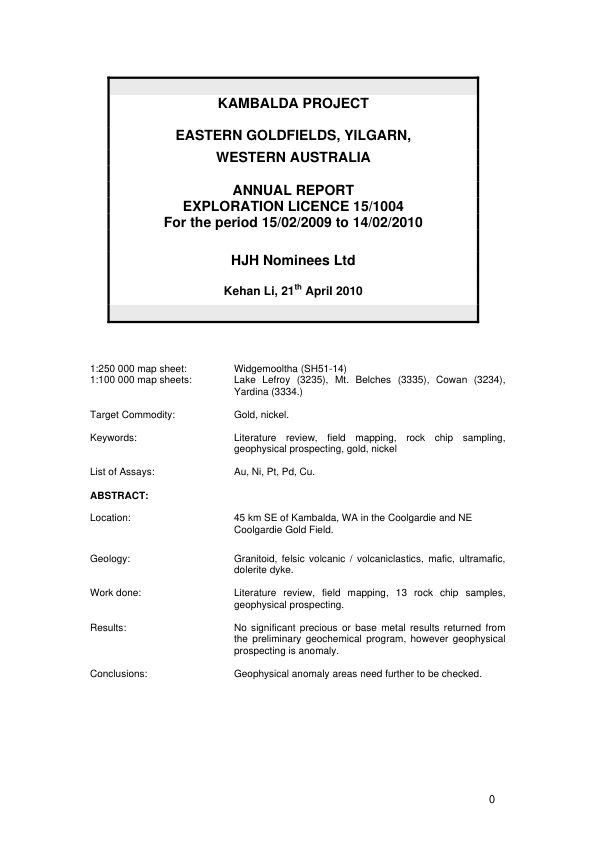 KAMBALDA PROJECT
EASTERN GOLDFIELDS, YILGARN,
WESTERN AUSTRALIA
ANNUAL REPORT
EXPLORATION LICENCE 15/1004
For the period 15/02/2009 to 14/02/2010
HJH Nominees Ltd
Kehan Li, 21th April 2010
1:250 000 map sheet: Widgemooltha (SH51-14)
1:100 000 map sheets: Lake Lefroy (3235), Mt. Belches (3335), Cowan (3234),
Yardina (3334.)
Target Commodity: Gold, nickel.
Keywords: Literature review, field mapping, rock chip sampling,
geophysical prospecting, gold, nickel
List of Assays: Au, Ni, Pt, Pd, Cu.
ABSTRACT:
Location: 45 km SE of Kambalda, WA in the Coolgardie and NE
Coolgardie Gold Field.
Geology: Granitoid, felsic volcanic / volcaniclastics, mafic, ultramafic,
dolerite dyke.
Work done: Literature review, field mapping, 13 rock chip samples,
geophysical prospecting.
Results: No significant precious or base metal results returned from
the preliminary geochemical program, however geophysical
prospecting is anomaly.
Conclusions: Geophysical anomaly areas need further to be checked.
0